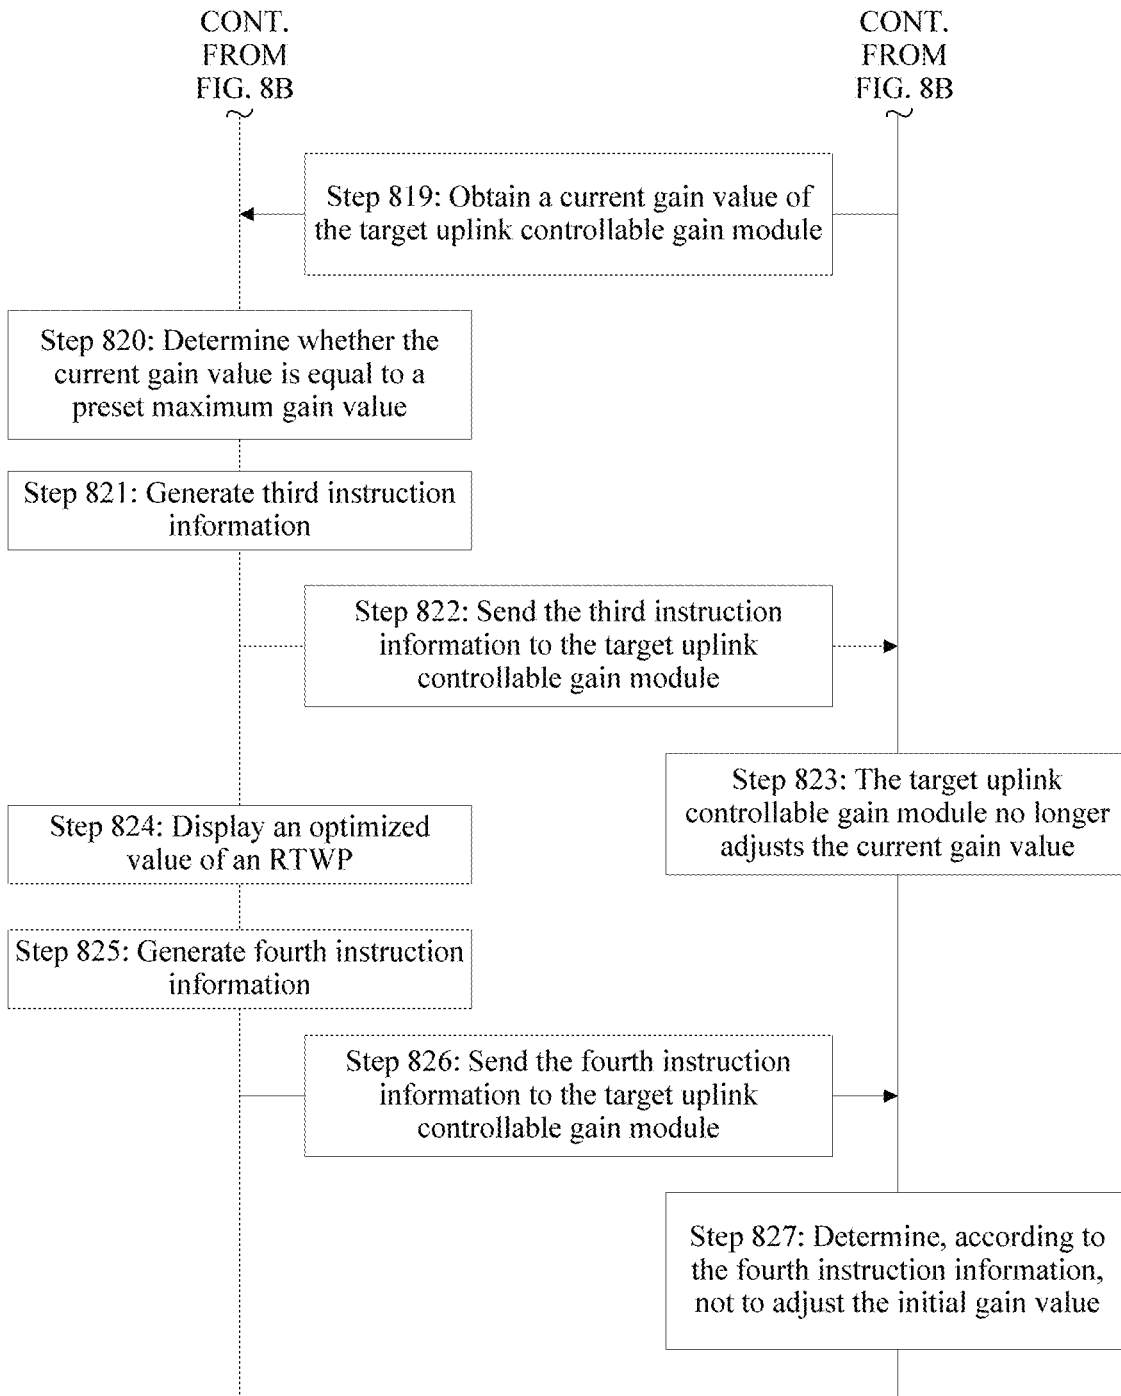 CONT.
FROM
FIG. 8B
CONT.
FROM
FIG. 8B
Step 819: Obtain a current gain value of
the target uplink controllable gain module
Step 820: Determine whether the
current gain value is equal to a
preset maximum gain value
Step 821: Generate third instruction
information
Step 822: Send the third instruction
information to the target uplink
controllable gain module
Step 823: The target uplink
controllable gain module no longer
adjusts the current gain value
Step 824: Display an optimized
value of an RTWP
Step 825: Generate fourth instruction
information
Step 826: Send the fourth instruction
information to the target uplink
controllable gain module
Step 827: Determine, according to
the fourth instruction information,
not to adjust the initial gain value